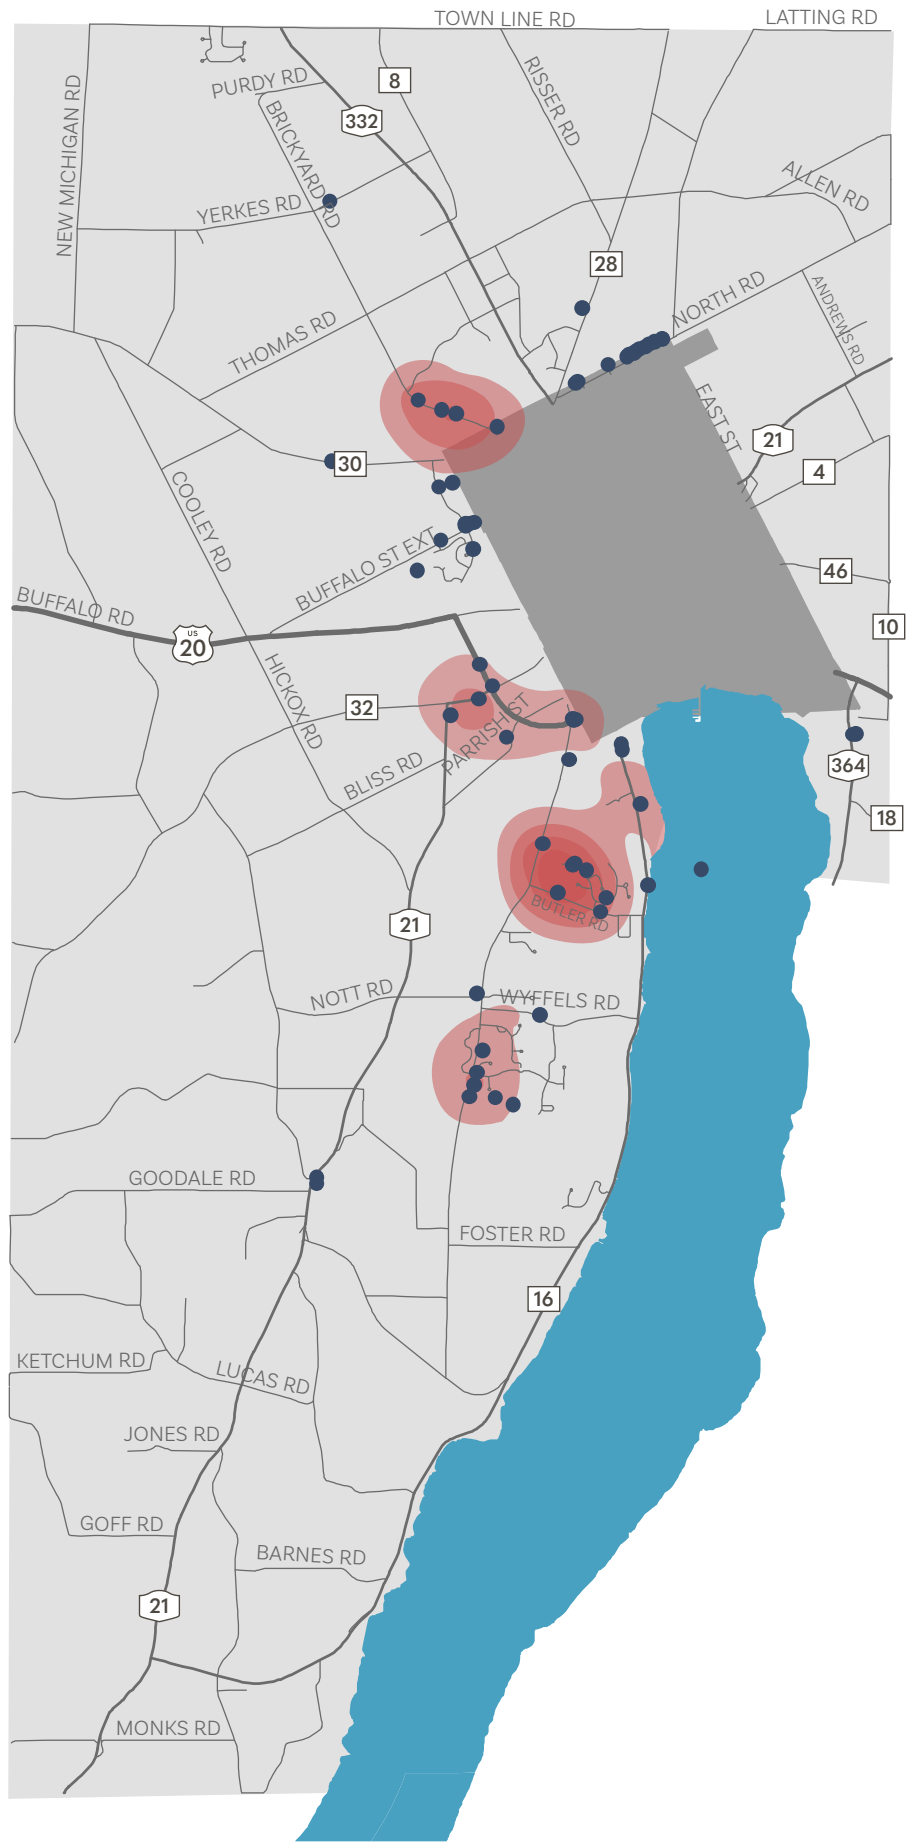 TOWN LINE RD
LATTING RD
8
PURDY RD
332
RISSER RD
NEW MICHIGAN RD
BRICKYARD RD
ALLEN RD
YERKES RD
28
NORTH RD
ANDREWS RD
THOMAS RD
EAST ST
21
30
4
COOLEY RD
BUFFALO ST EXT
46
BUFFALO RD
10
US
20
HICKOX RD
32
PARRISH ST
BLISS RD
364
18
21
BUTLER RD
NOTT RD
WYFFELS RD
GOODALE RD
FOSTER RD
16
KETCHUM RD
LUCAS RD
JONES RD
GOFF RD
BARNES RD
21
MONKS RD